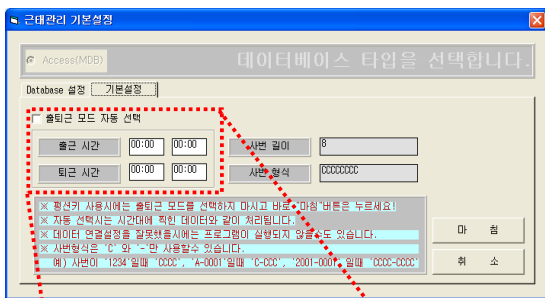 근태관리 기본설정
Access(MDB)
데이터베이스 타입을 선택합니다.
Database 설정
기본설정
출퇴근 모드 자동 선택
출근 시간 00:00 00:00 사번 길이 8
퇴근 시간 00:00 00:00 사번 형식 CCCCCCCC
※ 펑션키 사용시에는 출퇴근 모드를 선택하지 마시고 바로 "마침"버튼은 누르세요!
※ 자동 선택시는 시간대에 찍힌 데이터와 같이 처리됩니다.
※ 데이터 연결설정을 잘못했을시에는 프로그램이 실행되지 않을수도 있습니다.
※ 사번형식은 'C' 와 '-'만 사용할수 있습니다.
예) 사번이 '1234'일때 'CCCC', 'A-0001'일때 'C-CCC', '2001-0001' 일때 'CCCC-CCCC'
마 침
취 소